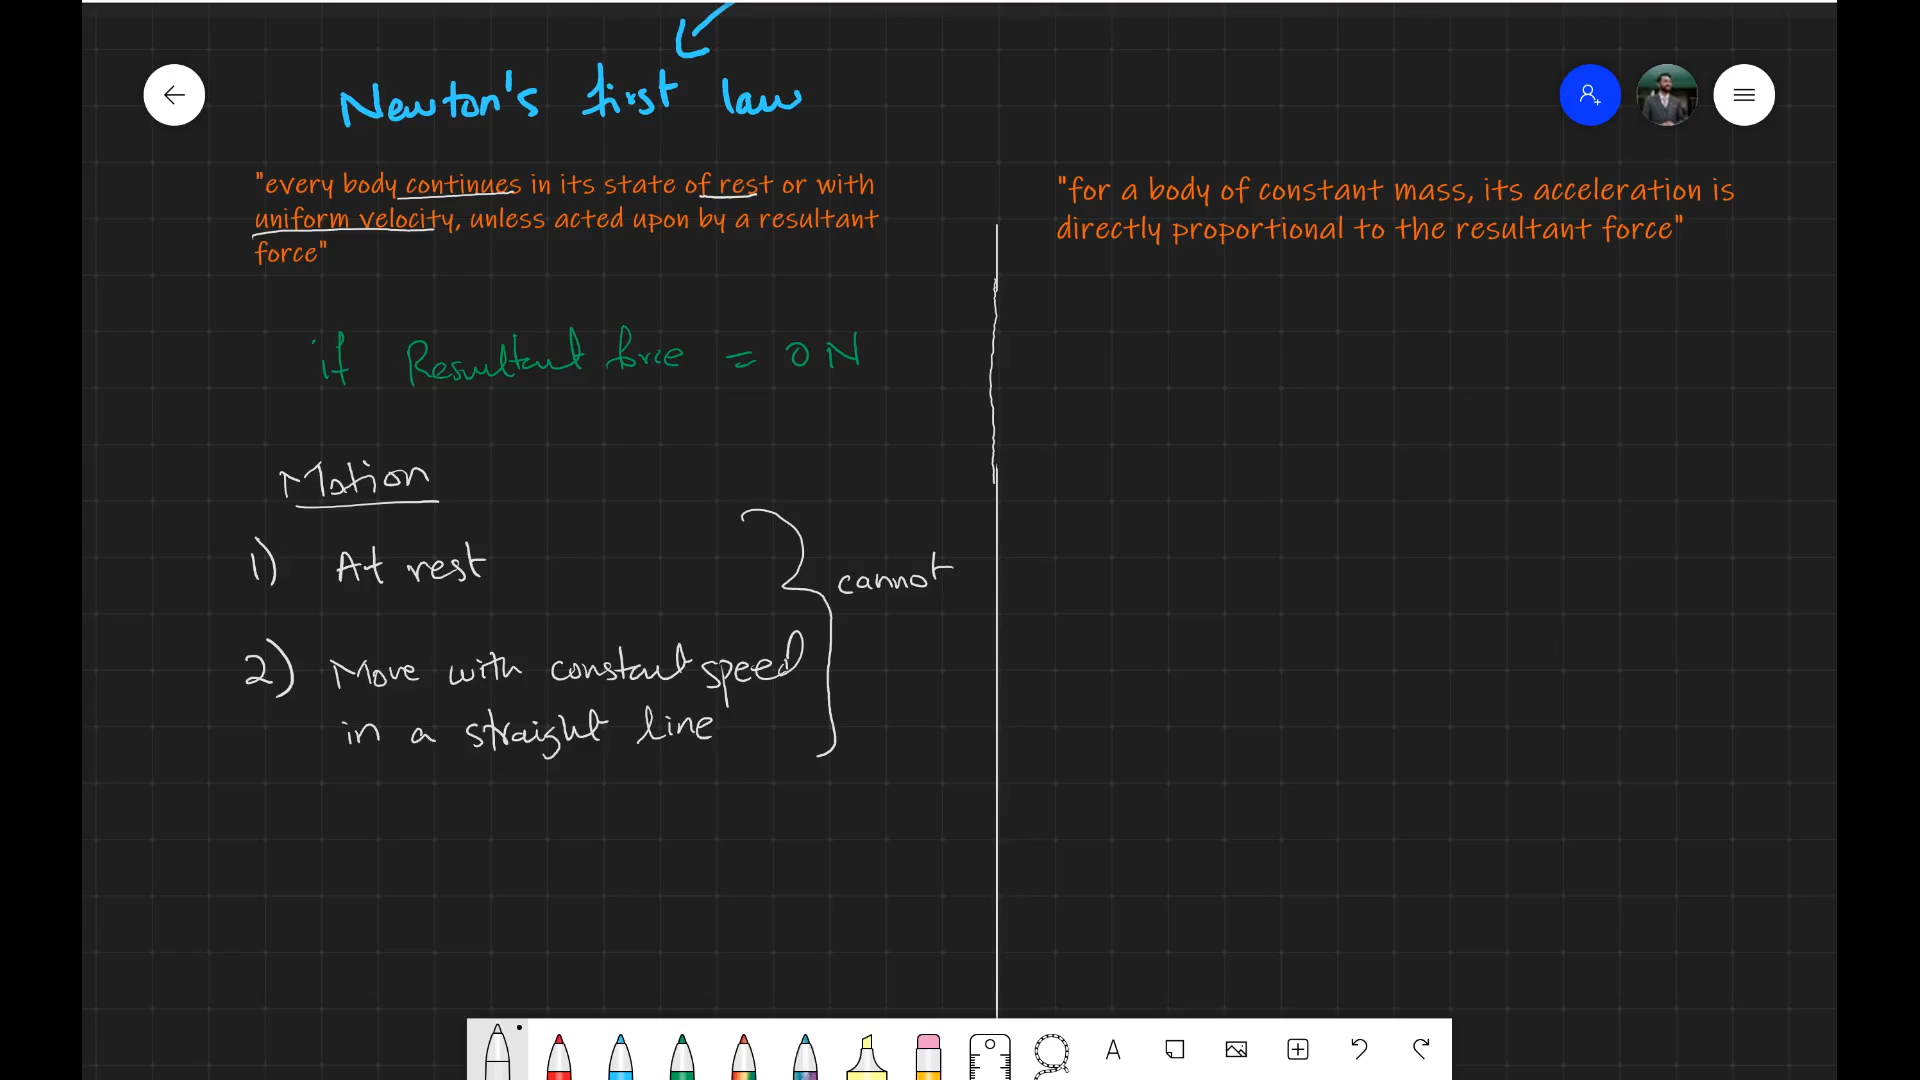 Newton's first law
"every body continues in its state of rest or with
uniform velocity, unless acted upon by a resultant
force"
"for a body of constant mass, its acceleration is
directly proportional to the resultant force"
if Resultant force = 0 N
Motion
1) At rest
cannot
2) Move with constant speed
in a straight line
A